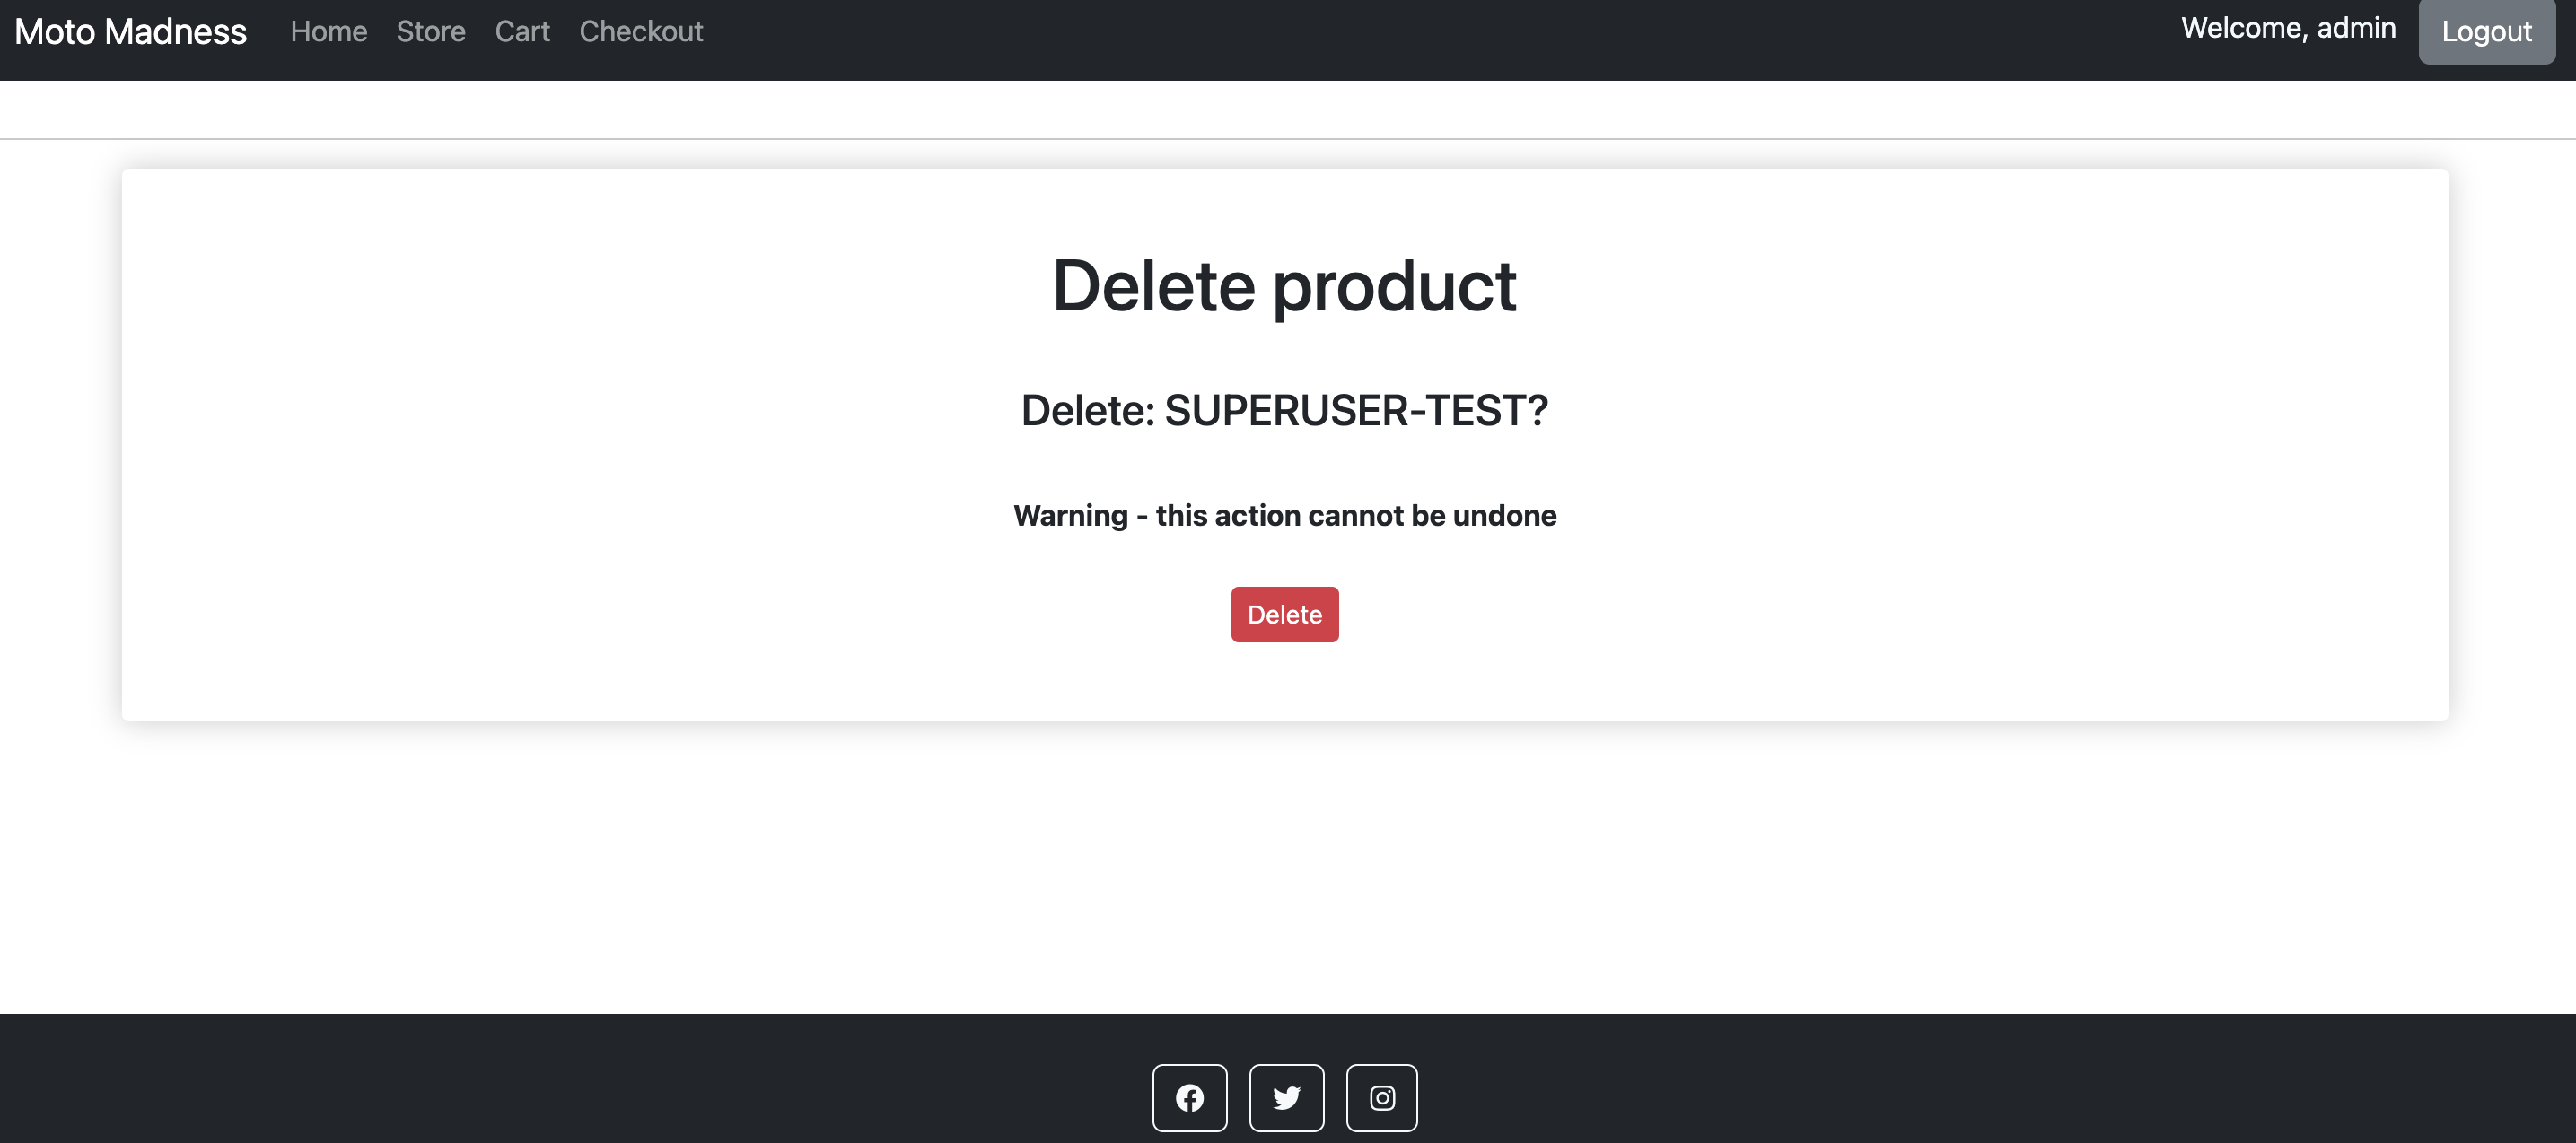 Moto Madness Home Store Cart Checkout Welcome, admin Logout
Delete product
Delete: SUPERUSER-TEST?
Warning - this action cannot be undone
Delete